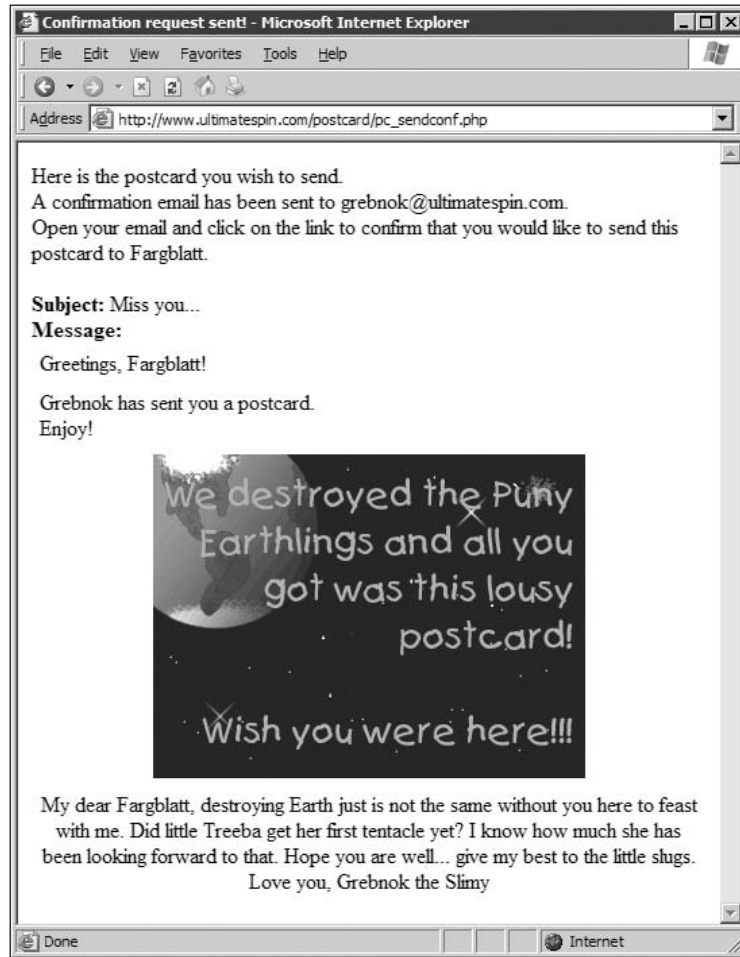 Confirmation request sent! - Microsoft Internet Explorer
File Edit View Favorites Tools Help
Address http://www.ultimatespin.com/postcard/pc_sendconf.php
Here is the postcard you wish to send.
A confirmation email has been sent to grebnok@ultimatespin.com.
Open your email and click on the link to confirm that you would like to send this
postcard to Fargblatt.
Subject: Miss you...
Message:
Greetings, Fargblatt!
Grebnok has sent you a postcard.
Enjoy!
We destroyed the Puny
Earthlings and all you
got was this lousy
postcard!
Wish you were here!!!
My dear Fargblatt, destroying Earth just is not the same without you here to feast
with me. Did little Treeba get her first tentacle yet? I know how much she has
been looking forward to that. Hope you are well... give my best to the little slugs.
Love you, Grebnok the Slimy
Done Internet